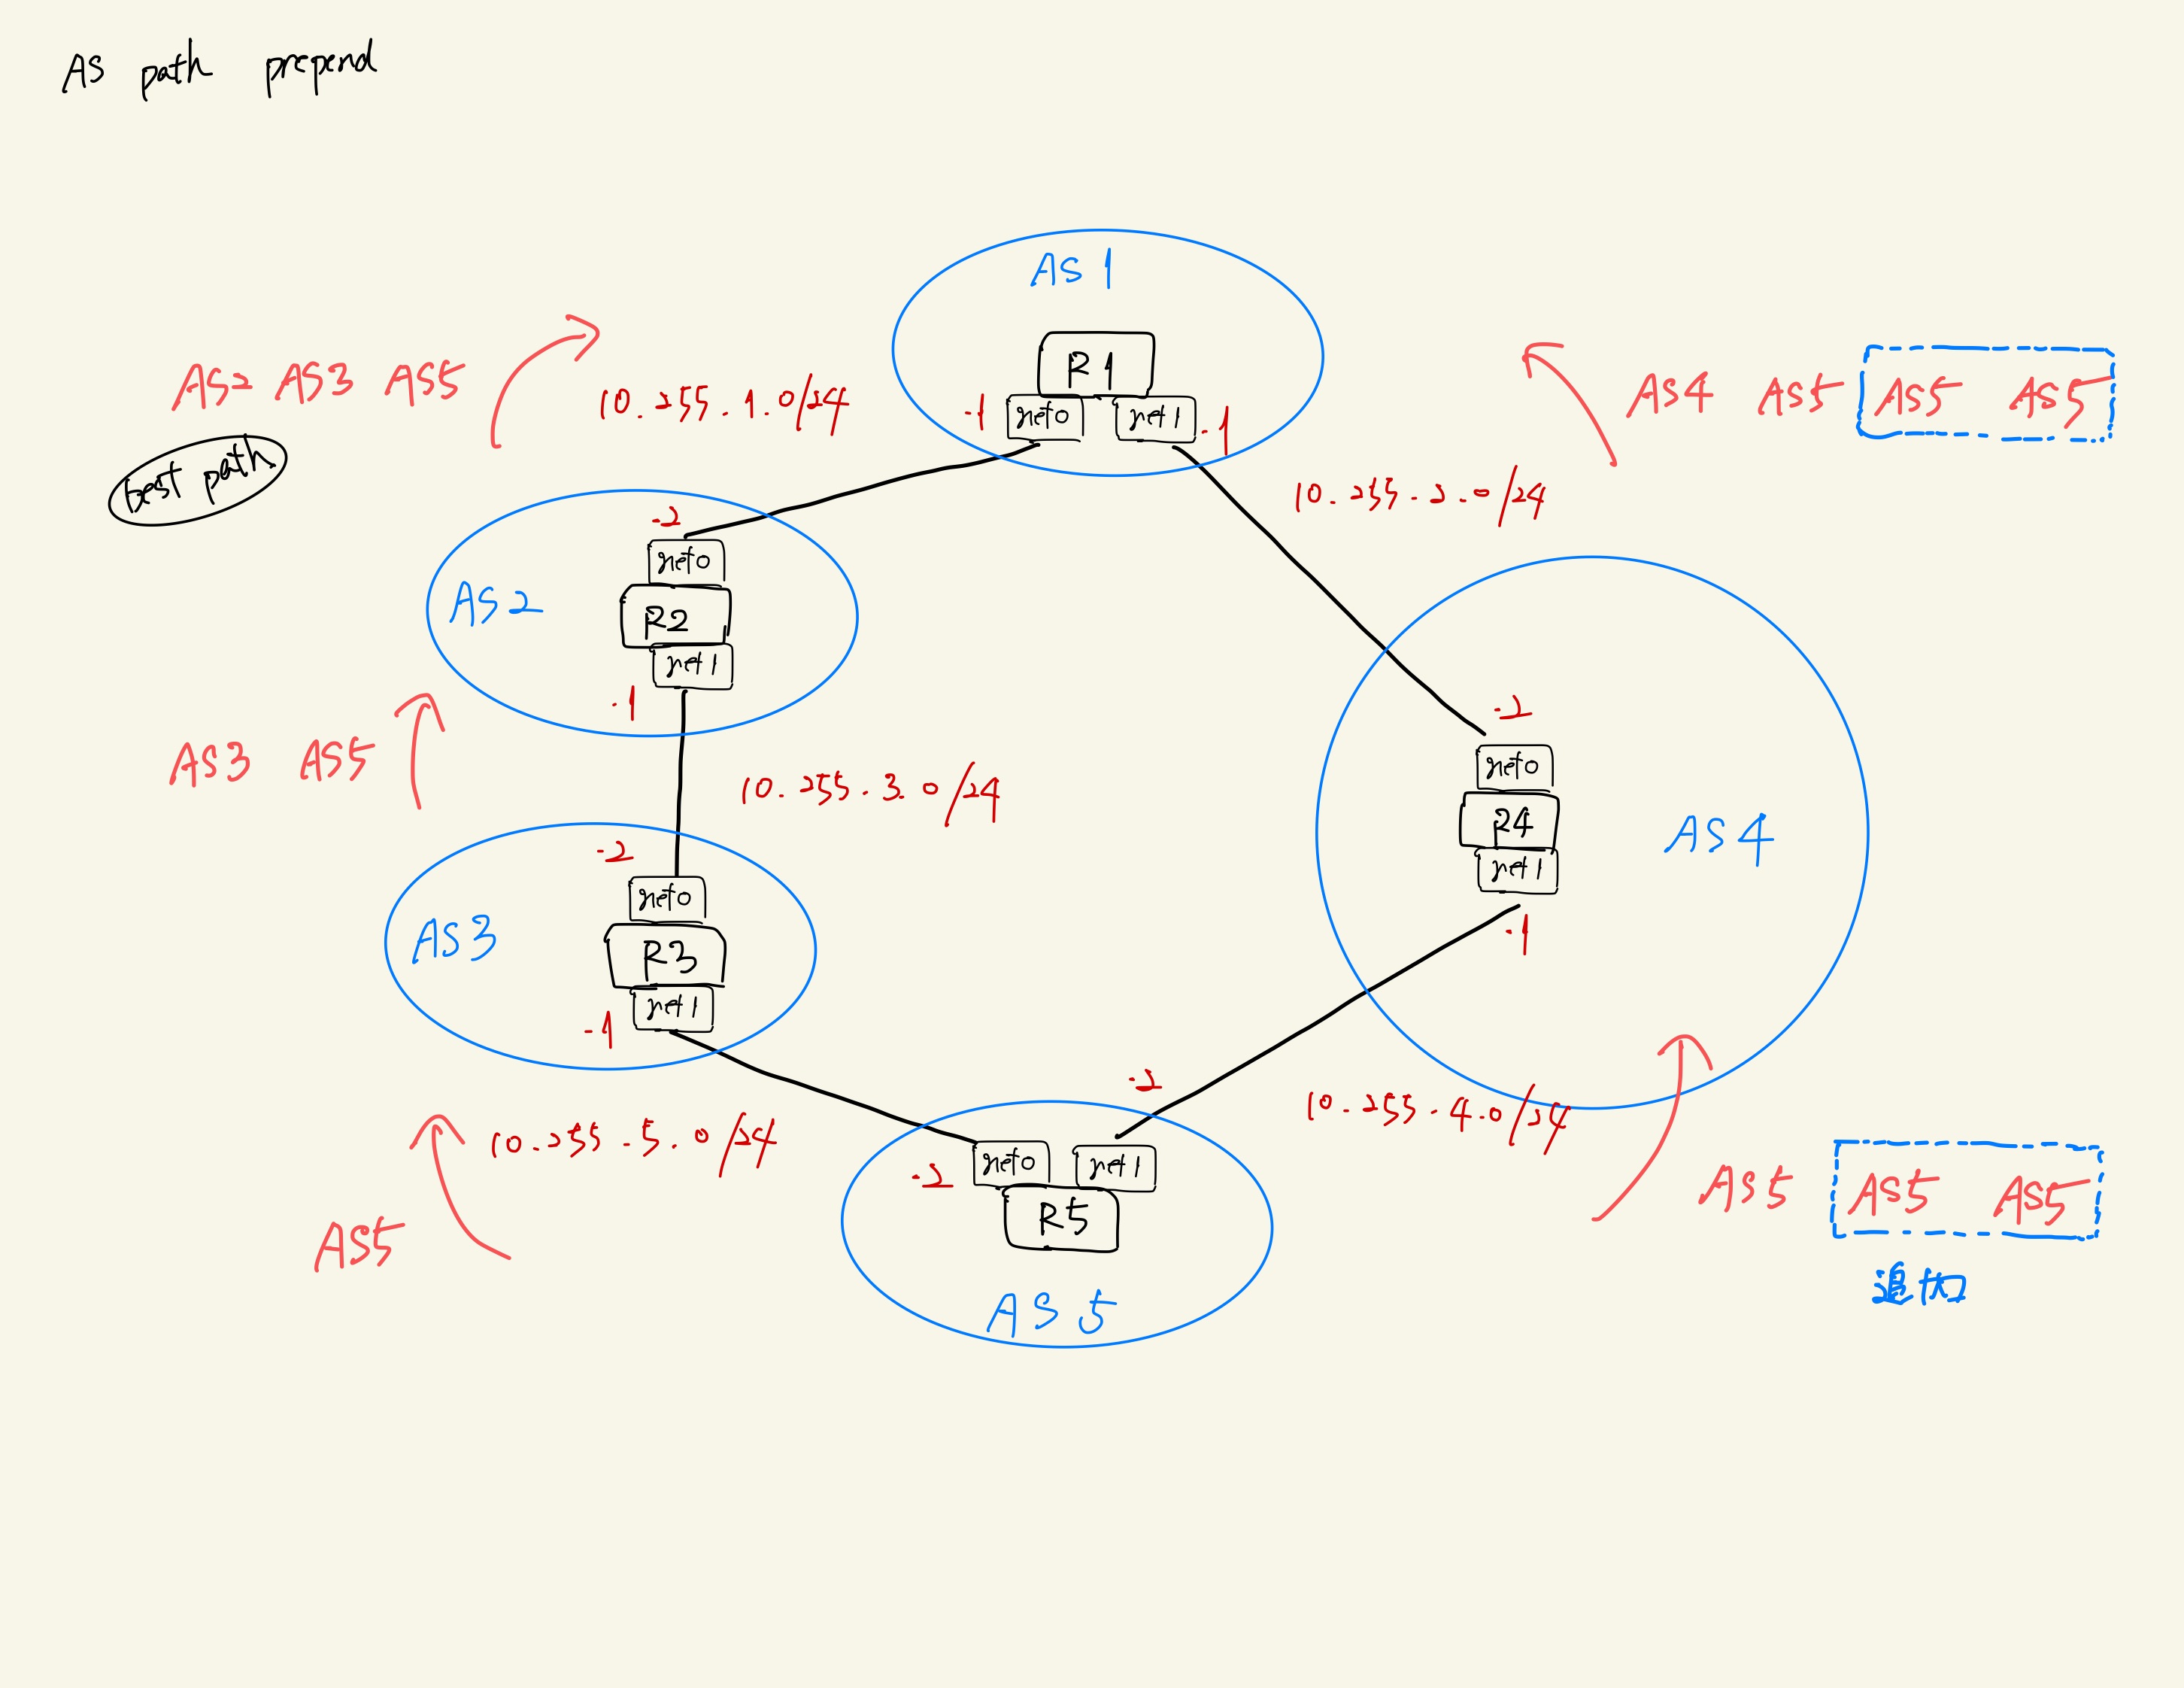 AS path prepend
AS1
R1
.1 net0 net1 .1
AS2 AS3 AS5
best path
10.255.1.0/24
AS4 AS5 AS5 AS5
10.255.2.0/24
.2
net0
AS2
R2
net1
.1
AS3 AS5
10.255.3.0/24
.2
net0
R4
AS4
net1
.1
.2
net0
AS3
R3
net1
.1
10.255.5.0/24
AS5
.2
10.255.4.0/24
.2
net0 net1
R5
AS5
AS5 AS5 AS5
追加